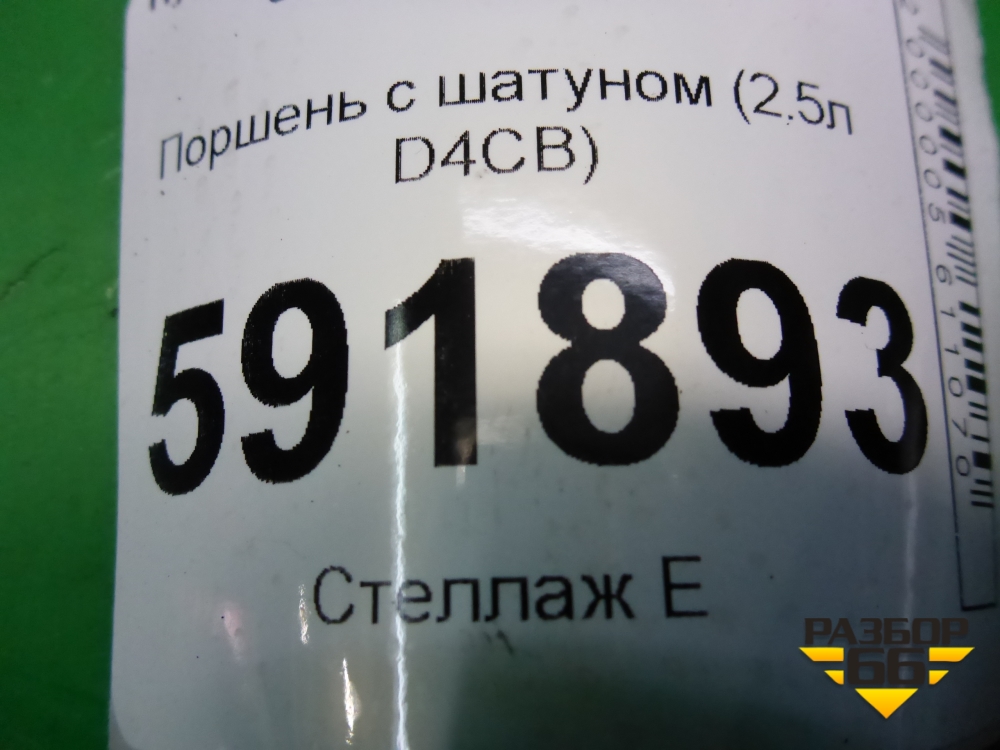 Поршень с шатуном (2.5л
D4CB)
591893
Стеллаж Е
РАЗБОР
66